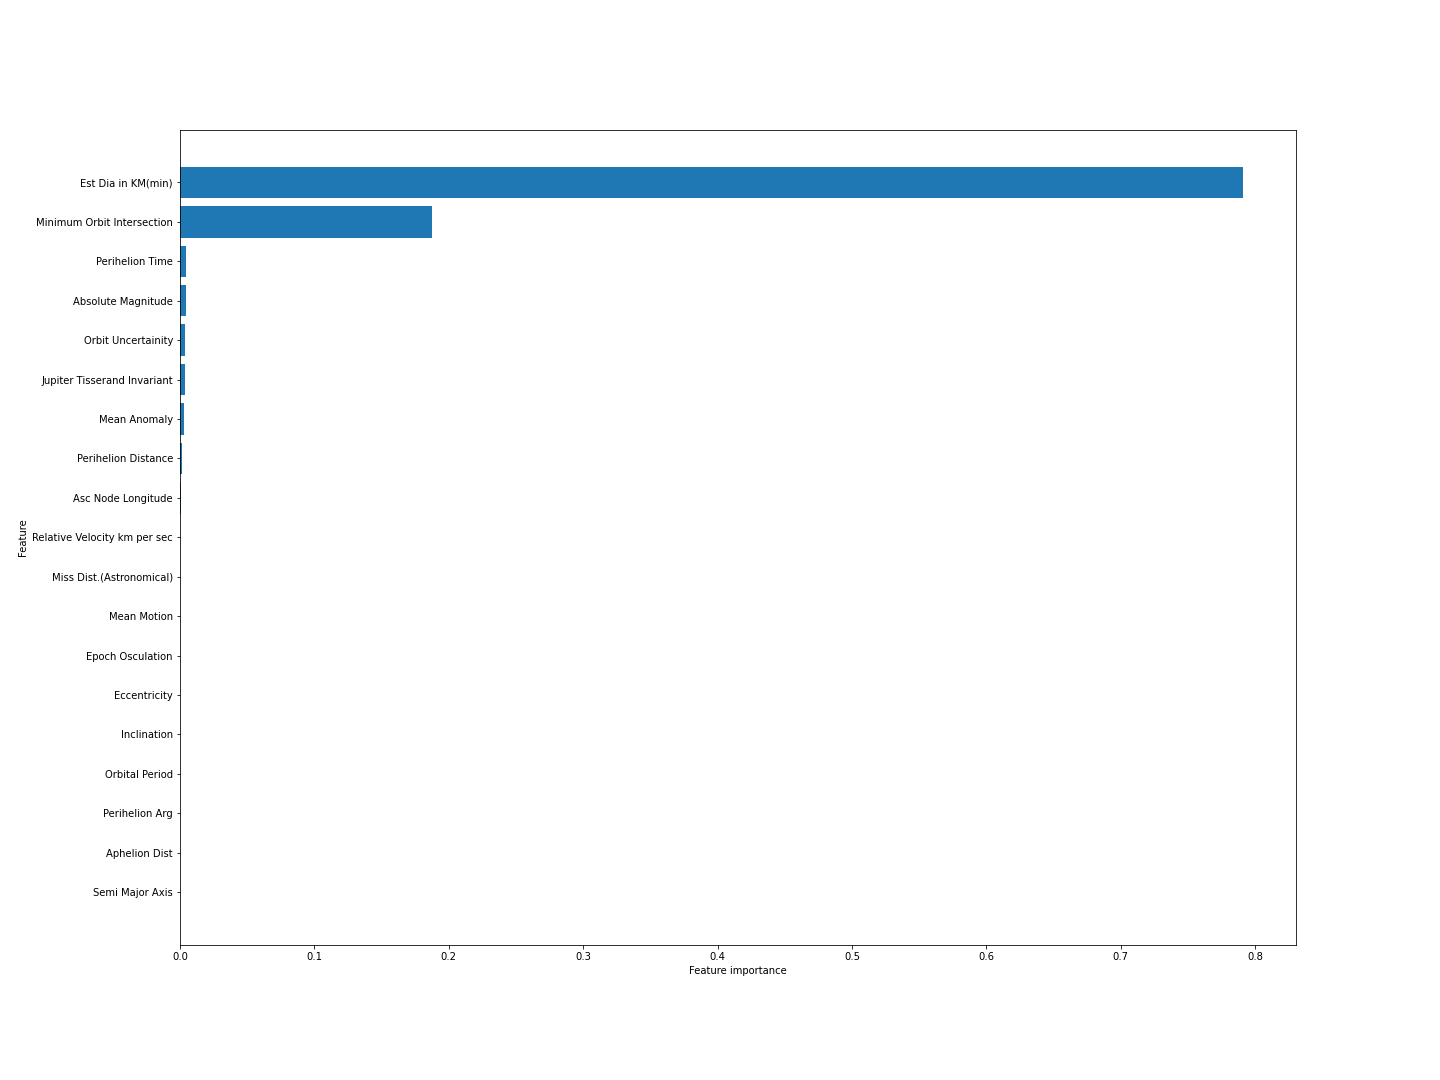 Est Dia in KM(min)
Minimum Orbit Intersection
Perihelion Time
Absolute Magnitude
Orbit Uncertainity
Jupiter Tisserand Invariant
Mean Anomaly
Perihelion Distance
Asc Node Longitude
Feature
Relative Velocity km per sec
Miss Dist.(Astronomical)
Mean Motion
Epoch Osculation
Eccentricity
Inclination
Orbital Period
Perihelion Arg
Aphelion Dist
Semi Major Axis
0.0 0.1 0.2 0.3 0.4 0.5 0.6 0.7 0.8
Feature importance